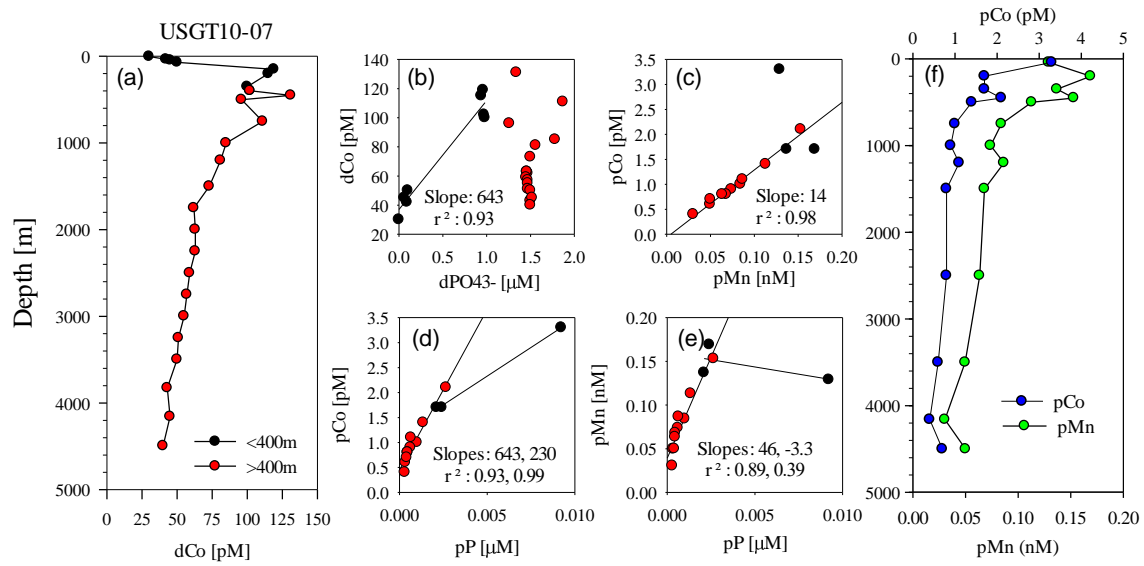 USGT10-07
(a)
Depth [m]
0
1000
2000
3000
4000
5000
<400m
>400m
0 25 50 75 100 125 150
dCo [pM]
(b)
dCo [pM]
140
120
100
80
60
40
20
Slope: 643
r² : 0.93
0.0 0.5 1.0 1.5 2.0
dPO43- [µM]
(c)
pCo [pM]
3.5
3.0
2.5
2.0
1.5
1.0
0.5
0.0
Slope: 14
r² : 0.98
0.00 0.04 0.08 0.12 0.16 0.20
pMn [nM]
(d)
pCo [pM]
3.5
3.0
2.5
2.0
1.5
1.0
0.5
0.0
Slopes: 643, 230
r² : 0.93, 0.99
0.000 0.005 0.010
pP [µM]
(e)
pMn [nM]
0.20
0.15
0.10
0.05
0.00
Slopes: 46, -3.3
r² : 0.89, 0.39
0.000 0.005 0.010
pP [µM]
pCo (pM)
0 1 2 3 4
(f)
0
1000
2000
3000
4000
5000
pCo
pMn
0.00 0.05 0.10 0.15 0.20
pMn (nM)